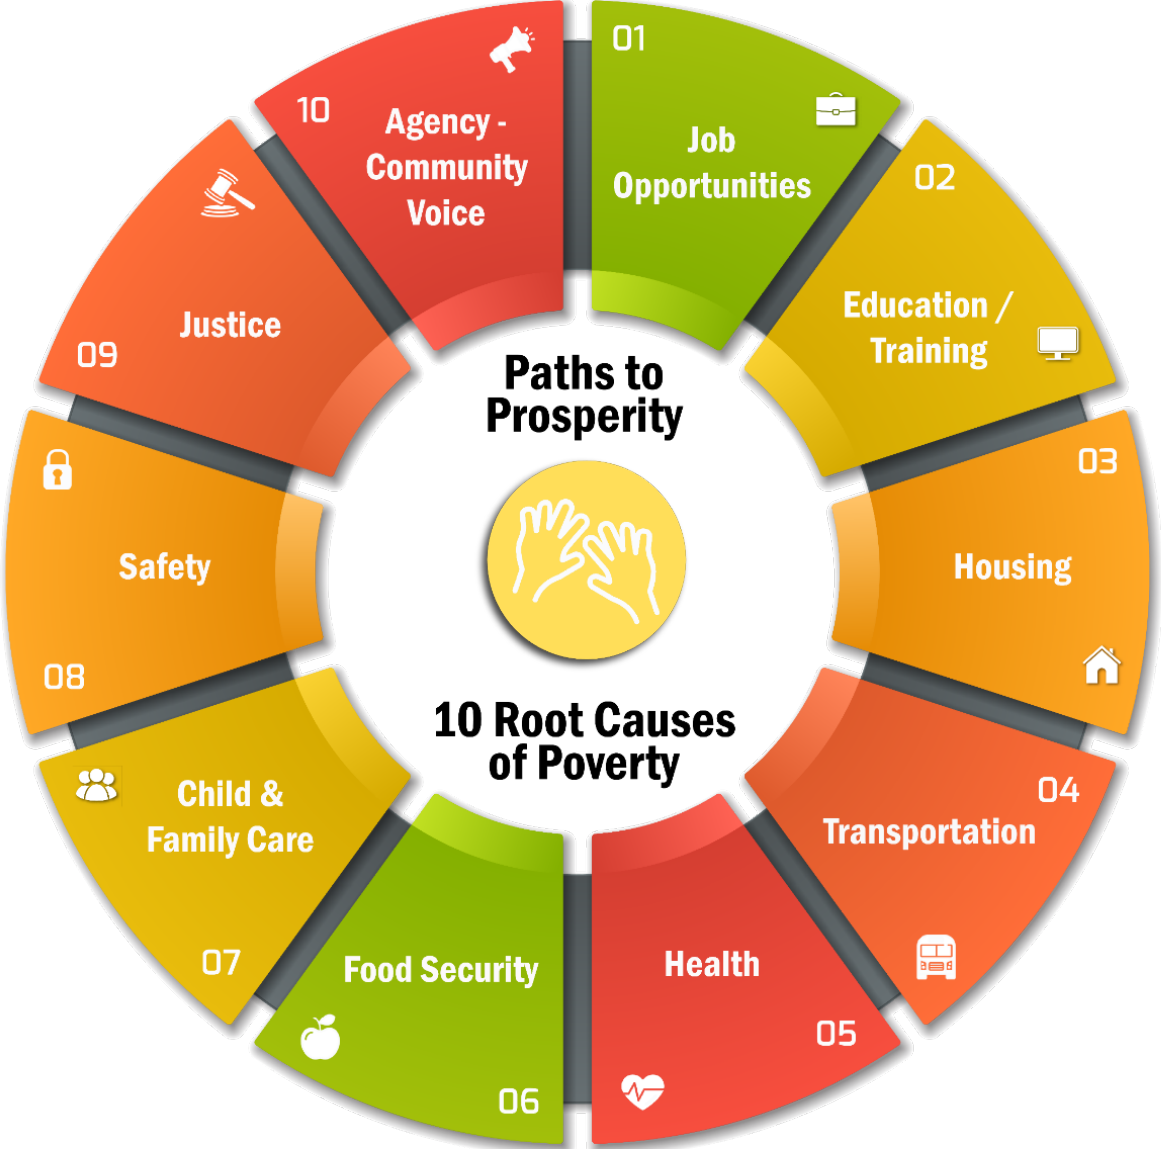 Paths to
Prosperity
10 Root Causes
of Poverty
01
Job
Opportunities
02
Education /
Training
03
Housing
04
Transportation
Health
05
Food Security
06
Child &
Family Care
07
Safety
08
Justice
09
10
Agency -
Community
Voice